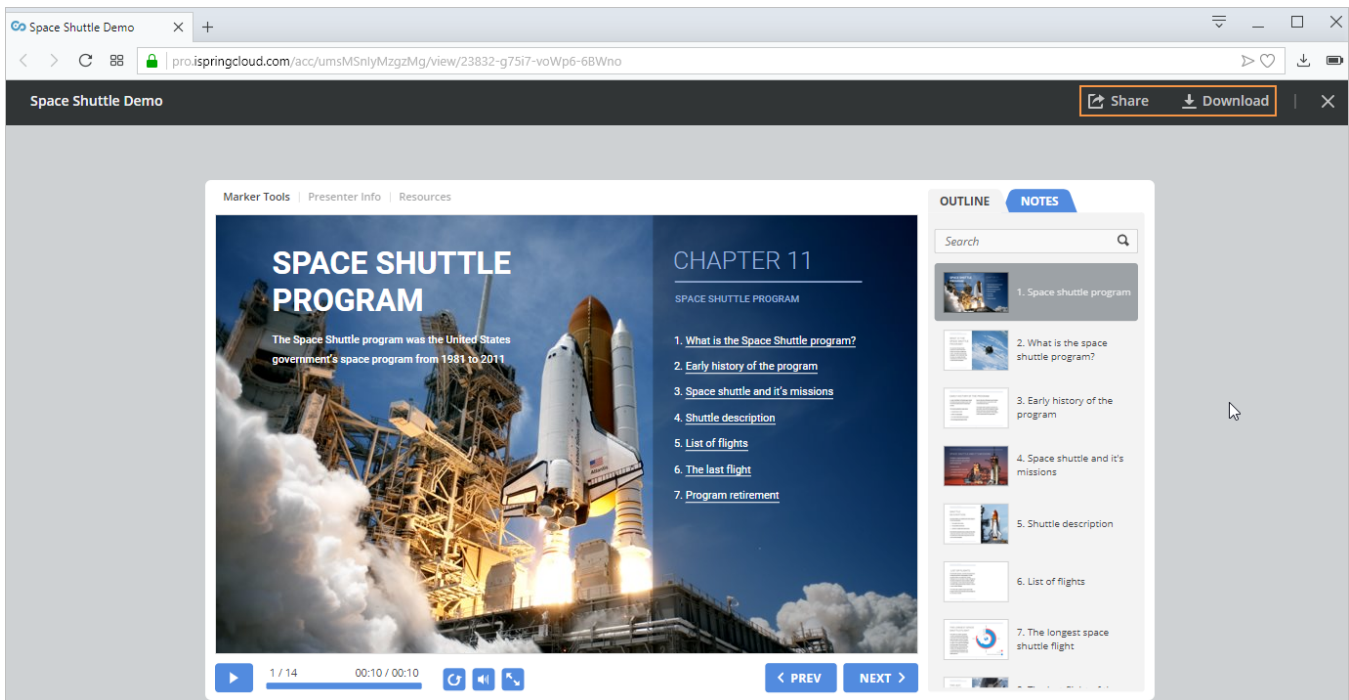 Space Shuttle Demo
pro.ispringcloud.com/acc/umsMSnIyMzgzMg/view/23832-g75i7-voWp6-6BWno
Space Shuttle Demo
Share
Download
Marker Tools | Presenter Info | Resources
SPACE SHUTTLE
PROGRAM
The Space Shuttle program was the United States
government's space program from 1981 to 2011
CHAPTER 11
SPACE SHUTTLE PROGRAM
1. What is the Space Shuttle program?
2. Early history of the program
3. Space shuttle and it's missions
4. Shuttle description
5. List of flights
6. The last flight
7. Program retirement
Atlantis
1 / 14
00:10 / 00:10
< PREV
NEXT >
OUTLINE
NOTES
Search
1. Space shuttle program
2. What is the space
shuttle program?
3. Early history of the
program
4. Space shuttle and it's
missions
5. Shuttle description
6. List of flights
7. The longest space
shuttle flight